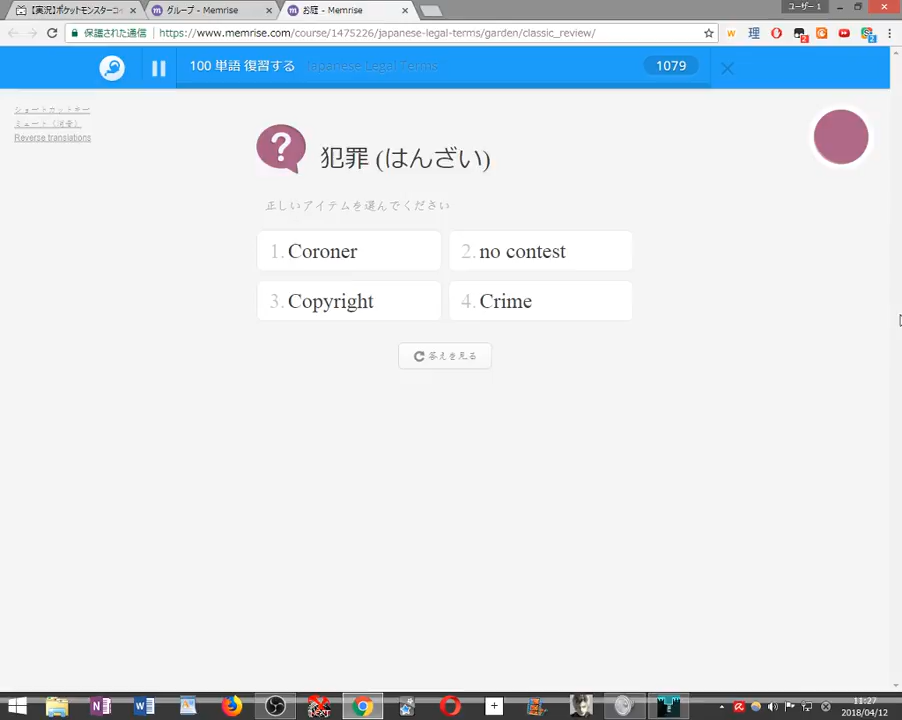 【実況】ポケットモンスターコ
グループ - Memrise
お庭 - Memrise
ユーザー 1
保護された通信
https://www.memrise.com/course/1475226/japanese-legal-terms/garden/classic_review/
100 単語 復習する
Japanese Legal Terms
1079
ショートカットキー
ミュート（消音）
Reverse translations
犯罪 (はんざい)
正しいアイテムを選んでください
1. Coroner
2. no contest
3. Copyright
4. Crime
答えを見る
11:27
2018/04/12